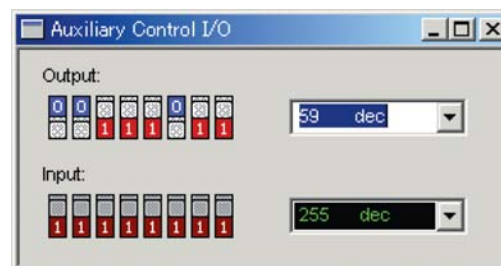 Auxiliary Control I/O
Output:
0 0 1 1 1 0 1 1
59 dec
Input:
1 1 1 1 1 1 1 1
255 dec